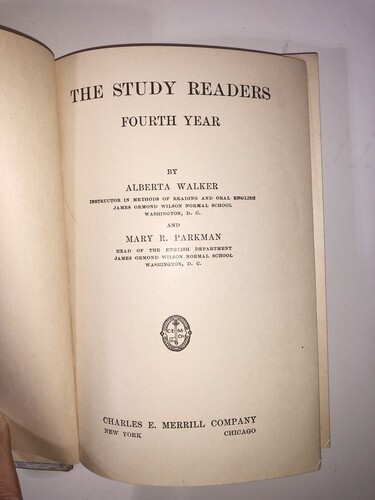 THE STUDY READERS
FOURTH YEAR
BY
ALBERTA WALKER
INSTRUCTOR IN METHODS OF READING AND ORAL ENGLISH
JAMES ORMOND WILSON NORMAL SCHOOL
WASHINGTON, D. C.
AND
MARY R. PARKMAN
HEAD OF THE ENGLISH DEPARTMENT
JAMES ORMOND WILSON NORMAL SCHOOL
WASHINGTON, D. C.
CHARLES E. MERRILL COMPANY
NEW YORK CHICAGO